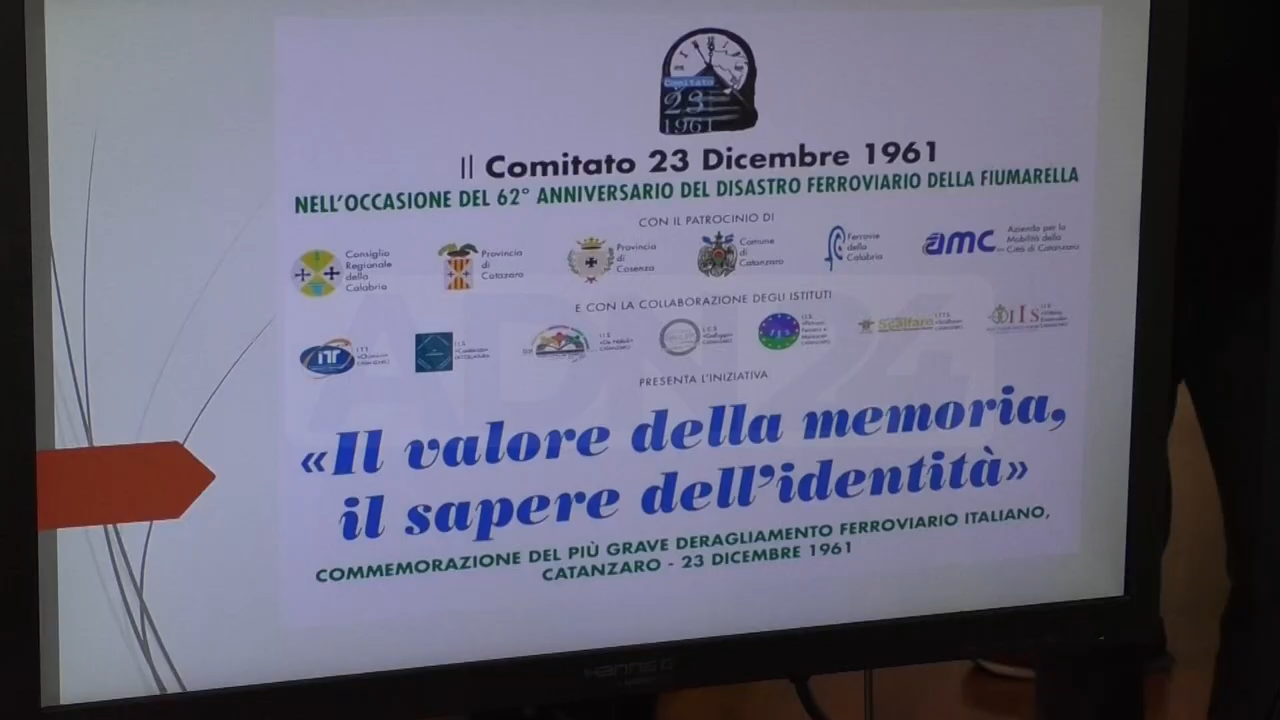 Comitato
23
1961
Il Comitato 23 Dicembre 1961
NELL'OCCASIONE DEL 62° ANNIVERSARIO DEL DISASTRO FERROVIARIO DELLA FIUMARELLA
CON IL PATROCINIO DI
Consiglio
Regionale
della
Calabria
Provincia
di
Catazaro
Provincia
di
Cosenza
Comune
di
Catanzaro
Ferrovie
della
Calabria
amc
Azienda per la
Mobilità della
Città di Catanzaro
E CON LA COLLABORAZIONE DEGLI ISTITUTI
Scalfaro
IIS
PRESENTA L'INIZIATIVA
«Il valore della memoria,
il sapere dell'identità»
COMMEMORAZIONE DEL PIÙ GRAVE DERAGLIAMENTO FERROVIARIO ITALIANO,
CATANZARO - 23 DICEMBRE 1961